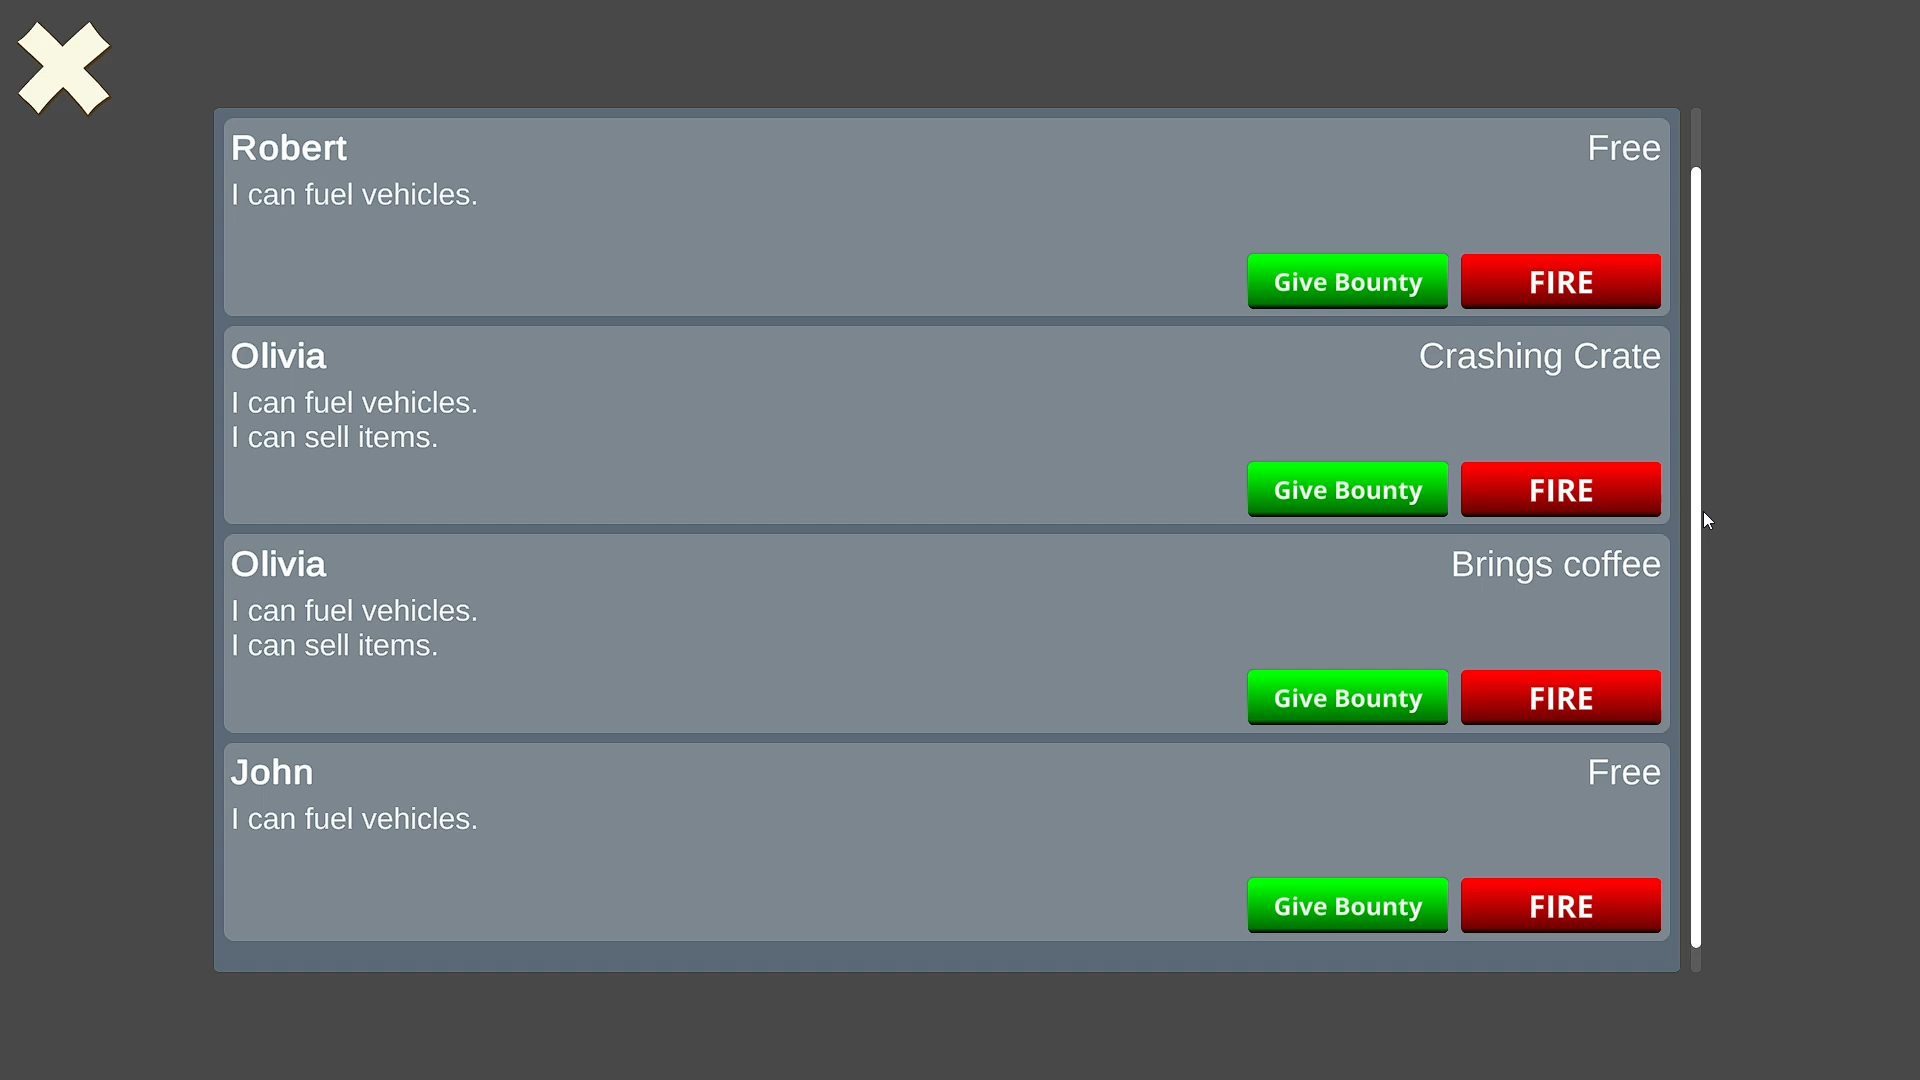 Robert
Free
I can fuel vehicles.
Give Bounty
FIRE
Olivia
Crashing Crate
I can fuel vehicles.
I can sell items.
Give Bounty
FIRE
Olivia
Brings coffee
I can fuel vehicles.
I can sell items.
Give Bounty
FIRE
John
Free
I can fuel vehicles.
Give Bounty
FIRE